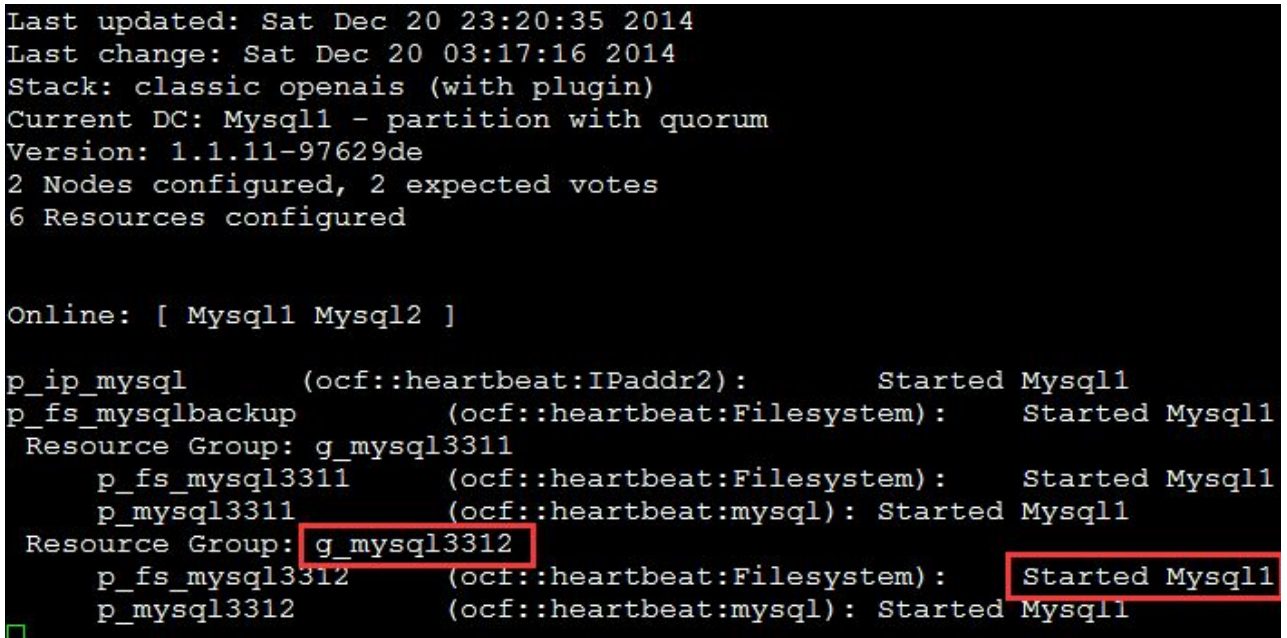 Last updated: Sat Dec 20 23:20:35 2014
Last change: Sat Dec 20 03:17:16 2014
Stack: classic openais (with plugin)
Current DC: Mysql1 - partition with quorum
Version: 1.1.11-97629de
2 Nodes configured, 2 expected votes
6 Resources configured
Online: [ Mysql1 Mysql2 ]
p_ip_mysql (ocf::heartbeat:IPaddr2): Started Mysql1
p_fs_mysqlbackup (ocf::heartbeat:Filesystem): Started Mysql1
Resource Group: g_mysql3311
p_fs_mysql3311 (ocf::heartbeat:Filesystem): Started Mysql1
p_mysql3311 (ocf::heartbeat:mysql): Started Mysql1
Resource Group: g_mysql3312
p_fs_mysql3312 (ocf::heartbeat:Filesystem): Started Mysql1
p_mysql3312 (ocf::heartbeat:mysql): Started Mysql1